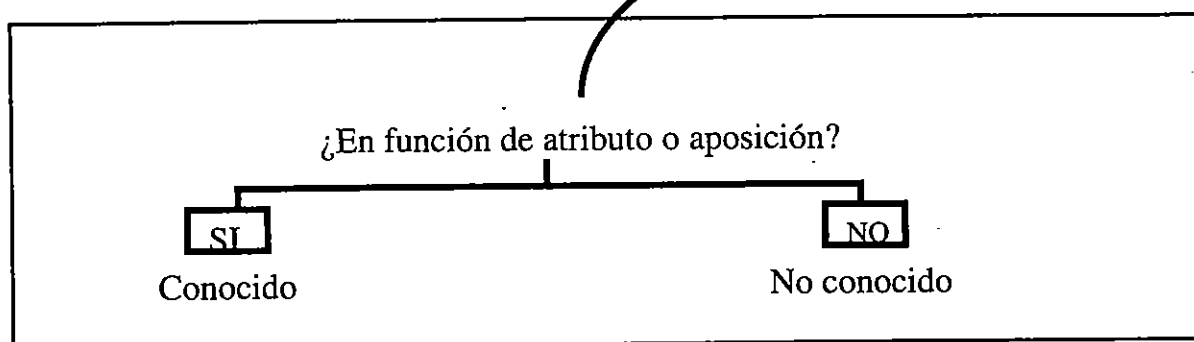 ¿En función de atributo o aposición?
SI NO
Conocido No conocido